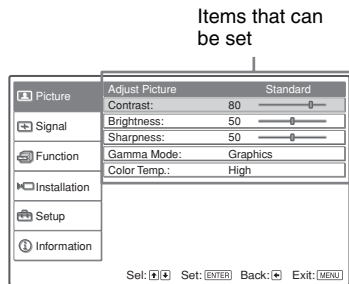 Items that can
be set
Picture
Signal
Function
Installation
Setup
Information
Adjust Picture Standard
Contrast: 80
Brightness: 50
Sharpness: 50
Gamma Mode: Graphics
Color Temp.: High
Sel: Set: ENTER Back: Exit: MENU